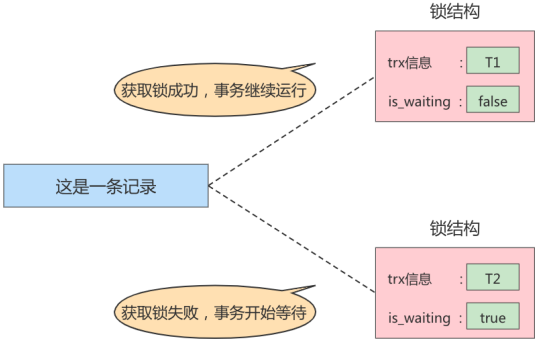 锁结构
trx信息 : T1
is_waiting : false
获取锁成功，事务继续运行
这是一条记录
锁结构
trx信息 : T2
is_waiting : true
获取锁失败，事务开始等待